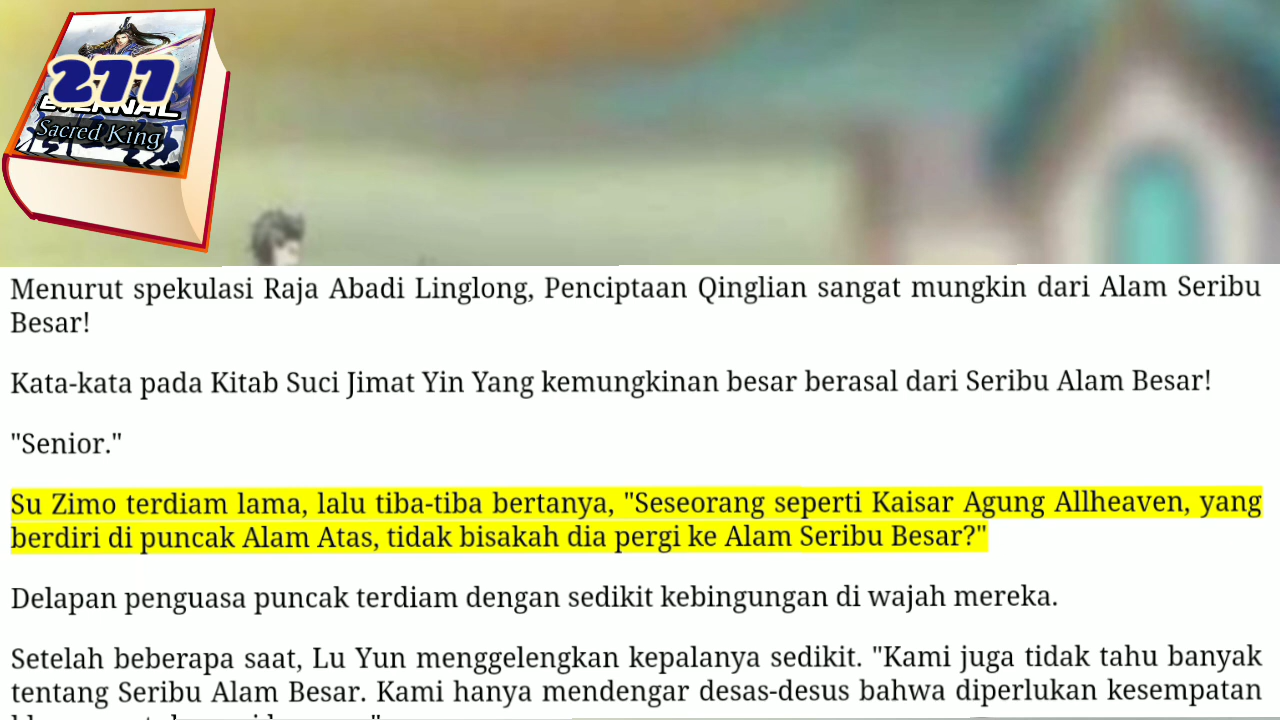 277
ETERNAL
Sacred King
Menurut spekulasi Raja Abadi Linglong, Penciptaan Qinglian sangat mungkin dari Alam Seribu
Besar!
Kata-kata pada Kitab Suci Jimat Yin Yang kemungkinan besar berasal dari Seribu Alam Besar!
"Senior."
Su Zimo terdiam lama, lalu tiba-tiba bertanya, "Seseorang seperti Kaisar Agung Allheaven, yang
berdiri di puncak Alam Atas, tidak bisakah dia pergi ke Alam Seribu Besar?"
Delapan penguasa puncak terdiam dengan sedikit kebingungan di wajah mereka.
Setelah beberapa saat, Lu Yun menggelengkan kepalanya sedikit. "Kami juga tidak tahu banyak
tentang Seribu Alam Besar. Kami hanya mendengar desas-desus bahwa diperlukan kesempatan